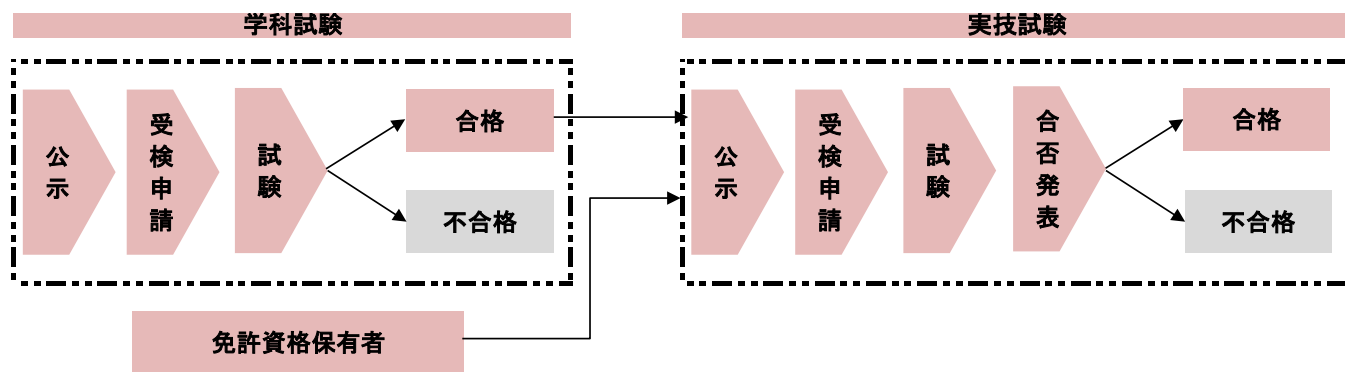 学科試験
公示
受検申請
試験
合格
不合格
免許資格保有者
実技試験
公示
受検申請
試験
合否発表
合格
不合格